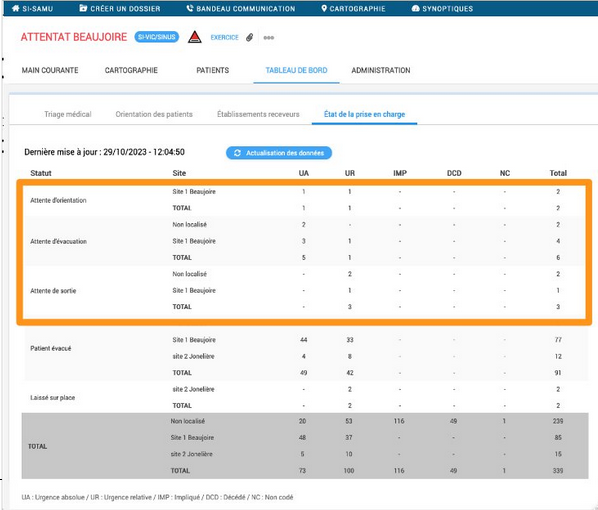 SI-SAMU CRÉER UN DOSSIER BANDEAU COMMUNICATION CARTOGRAPHIE SYNOPTIQUES
ATTENTAT BEAUJOIRE SI-VIC/SINUS EXERCICE
MAIN COURANTE CARTOGRAPHIE PATIENTS TABLEAU DE BORD ADMINISTRATION
Triage médical Orientation des patients Établissements receveurs État de la prise en charge
Dernière mise à jour : 29/10/2023 - 12:04:50 Actualisation des données
Statut Site UA UR IMP DCD NC Total
Attente d'orientation
Site 1 Beaujoire 1 1 - - - 2
TOTAL 1 1 - - - 2
Attente d'évacuation
Non localisé 2 - - - - 2
Site 1 Beaujoire 3 1 - - - 4
TOTAL 5 1 - - - 6
Attente de sortie
Non localisé - 2 - - - 2
Site 1 Beaujoire - 1 - - - 1
TOTAL - 3 - - - 3
Patient évacué
Site 1 Beaujoire 44 33 - - - 77
site 2 Jonelière 4 8 - - - 12
TOTAL 49 42 - - - 91
Laissé sur place
site 2 Jonelière - 2 - - - 2
TOTAL - 2 - - - 2
TOTAL
Non localisé 20 53 116 49 1 239
Site 1 Beaujoire 48 37 - - - 85
site 2 Jonelière 5 10 - - - 15
TOTAL 73 100 116 49 1 339
UA : Urgence absolue / UR : Urgence relative / IMP : Impliqué / DCD : Décédé / NC : Non codé